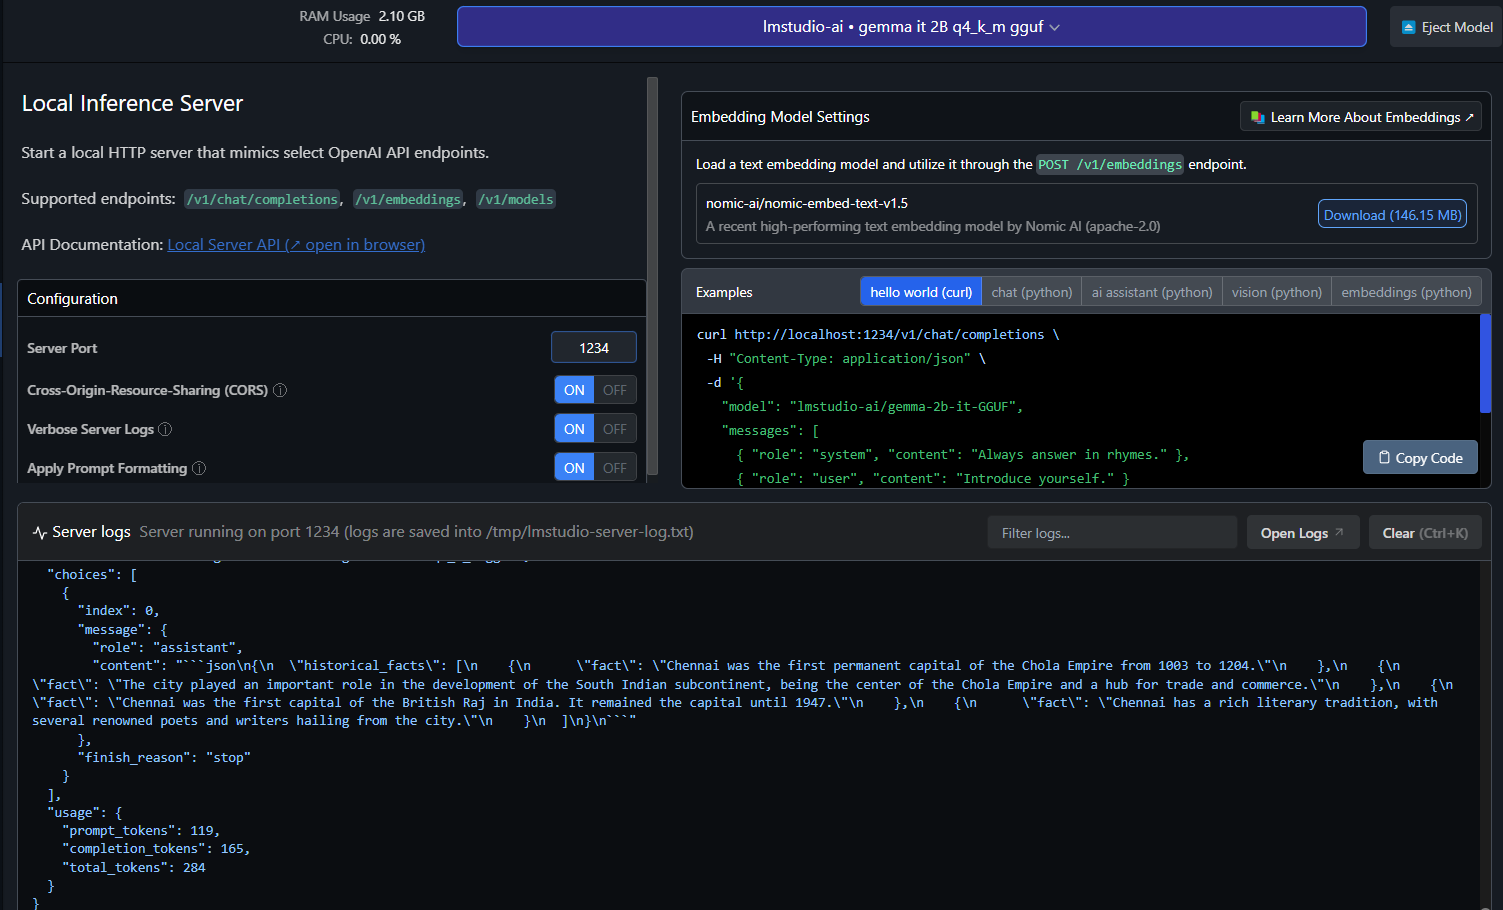 RAM Usage 2.10 GB
CPU: 0.00 %
lmstudio-ai • gemma it 2B q4_k_m gguf
Eject Model
Local Inference Server
Start a local HTTP server that mimics select OpenAI API endpoints.
Supported endpoints: /v1/chat/completions, /v1/embeddings, /v1/models
API Documentation: Local Server API (↗ open in browser)
Configuration
Server Port 1234
Cross-Origin-Resource-Sharing (CORS) ⓘ ON OFF
Verbose Server Logs ⓘ ON OFF
Apply Prompt Formatting ⓘ ON OFF
Embedding Model Settings
Learn More About Embeddings ↗
Load a text embedding model and utilize it through the POST /v1/embeddings endpoint.
nomic-ai/nomic-embed-text-v1.5
A recent high-performing text embedding model by Nomic AI (apache-2.0)
Download (146.15 MB)
Examples
hello world (curl) chat (python) ai assistant (python) vision (python) embeddings (python)
curl http://localhost:1234/v1/chat/completions \
-H "Content-Type: application/json" \
-d '{
"model": "lmstudio-ai/gemma-2b-it-GGUF",
"messages": [
{ "role": "system", "content": "Always answer in rhymes." },
{ "role": "user", "content": "Introduce yourself." }
Copy Code
Server logs Server running on port 1234 (logs are saved into /tmp/lmstudio-server-log.txt)
Filter logs...
Open Logs ↗
Clear (Ctrl+K)
"choices": [
{
"index": 0,
"message": {
"role": "assistant",
"content": "```json\n{\n  \"historical_facts\": [\n    {\n      \"fact\": \"Chennai was the first permanent capital of the Chola Empire from 1003 to 1204.\"\n    },\n    {\n
\"fact\": \"The city played an important role in the development of the South Indian subcontinent, being the center of the Chola Empire and a hub for trade and commerce.\"\n    },\n    {\n
\"fact\": \"Chennai was the first capital of the British Raj in India. It remained the capital until 1947.\"\n    },\n    {\n      \"fact\": \"Chennai has a rich literary tradition, with
several renowned poets and writers hailing from the city.\"\n    }\n  ]\n}\n```"
},
"finish_reason": "stop"
}
],
"usage": {
"prompt_tokens": 119,
"completion_tokens": 165,
"total_tokens": 284
}
}